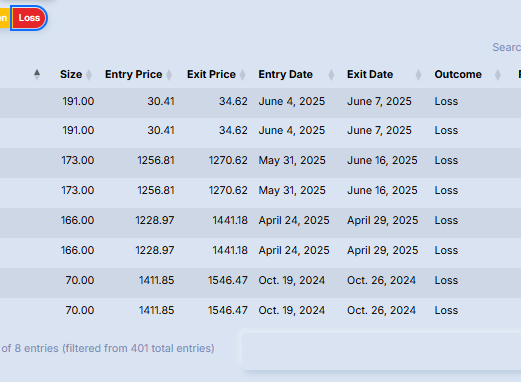 Loss
Size Entry Price Exit Price Entry Date Exit Date Outcome
191.00 30.41 34.62 June 4, 2025 June 7, 2025 Loss
191.00 30.41 34.62 June 4, 2025 June 7, 2025 Loss
173.00 1256.81 1270.62 May 31, 2025 June 16, 2025 Loss
173.00 1256.81 1270.62 May 31, 2025 June 16, 2025 Loss
166.00 1228.97 1441.18 April 24, 2025 April 29, 2025 Loss
166.00 1228.97 1441.18 April 24, 2025 April 29, 2025 Loss
70.00 1411.85 1546.47 Oct. 19, 2024 Oct. 26, 2024 Loss
70.00 1411.85 1546.47 Oct. 19, 2024 Oct. 26, 2024 Loss
of 8 entries (filtered from 401 total entries)